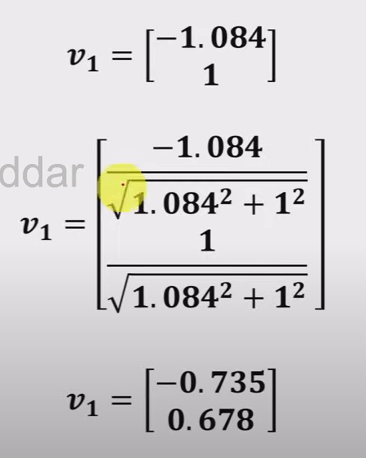 v₁ = [−1.084
1]
ddar
v₁ = [−1.084 / √1.084² + 1²
1 / √1.084² + 1²]
v₁ = [−0.735
0.678]